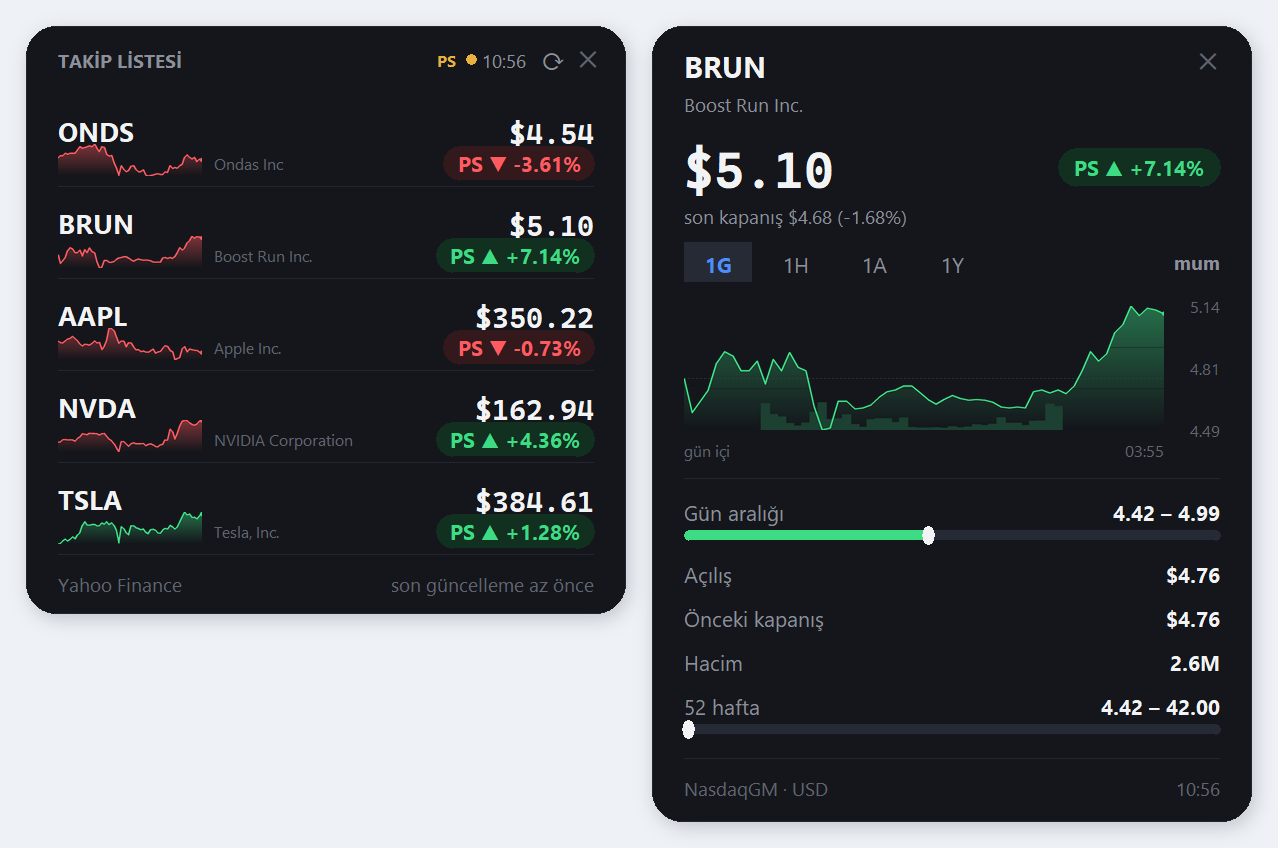 TAKİP LİSTESİ PS 10:56
ONDS $4.54
Ondas Inc PS ▼ -3.61%
BRUN $5.10
Boost Run Inc. PS ▲ +7.14%
AAPL $350.22
Apple Inc. PS ▼ -0.73%
NVDA $162.94
NVIDIA Corporation PS ▲ +4.36%
TSLA $384.61
Tesla, Inc. PS ▲ +1.28%
Yahoo Finance son güncelleme az önce
BRUN
Boost Run Inc.
$5.10 PS ▲ +7.14%
son kapanış $4.68 (-1.68%)
1G 1H 1A 1Y mum
5.14
4.81
4.49
gün içi 03:55
Gün aralığı 4.42 – 4.99
Açılış $4.76
Önceki kapanış $4.76
Hacim 2.6M
52 hafta 4.42 – 42.00
NasdaqGM · USD 10:56